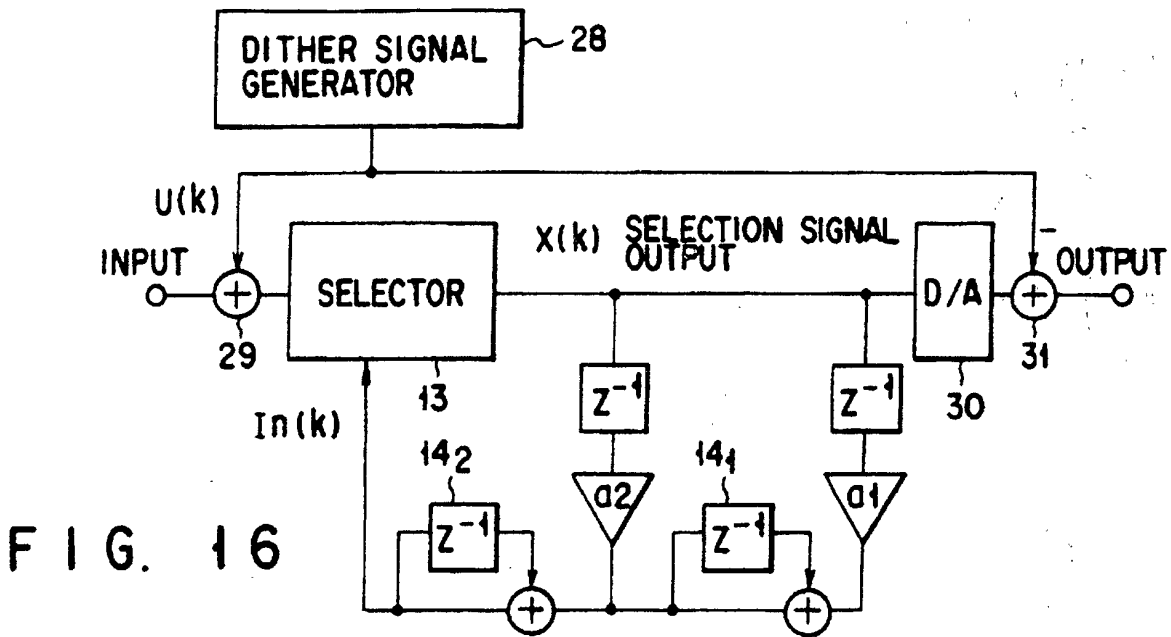 DITHER SIGNAL
GENERATOR
28
U(k)
INPUT
+
29
SELECTOR
13
X(k) SELECTION SIGNAL
OUTPUT
D/A
30
−
OUTPUT
+
31
In(k)
Z⁻¹
Z⁻¹
14₂
Z⁻¹
a2
14₁
Z⁻¹
a1
+
+
FIG. 16